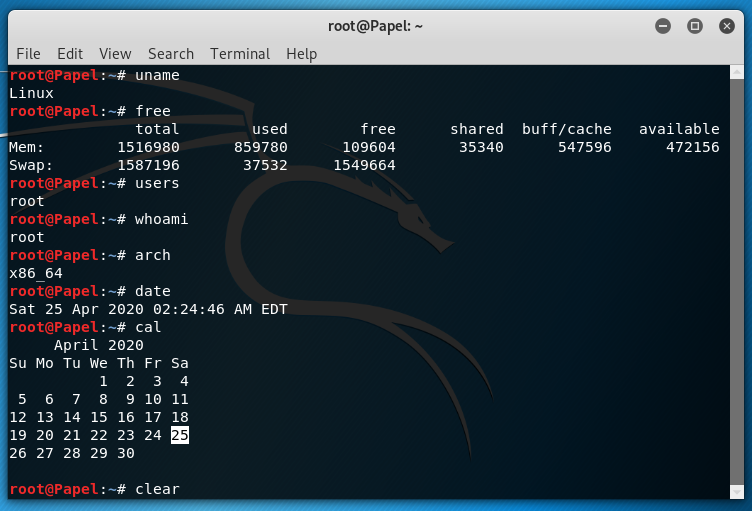 root@Papel: ~
File Edit View Search Terminal Help
root@Papel:~# uname
Linux
root@Papel:~# free
              total        used        free      shared  buff/cache   available
Mem:        1516980      859780      109604       35340      547596      472156
Swap:       1587196       37532     1549664
root@Papel:~# users
root
root@Papel:~# whoami
root
root@Papel:~# arch
x86_64
root@Papel:~# date
Sat 25 Apr 2020 02:24:46 AM EDT
root@Papel:~# cal
     April 2020
Su Mo Tu We Th Fr Sa
          1  2  3  4
 5  6  7  8  9 10 11
12 13 14 15 16 17 18
19 20 21 22 23 24 25
26 27 28 29 30
root@Papel:~# clear